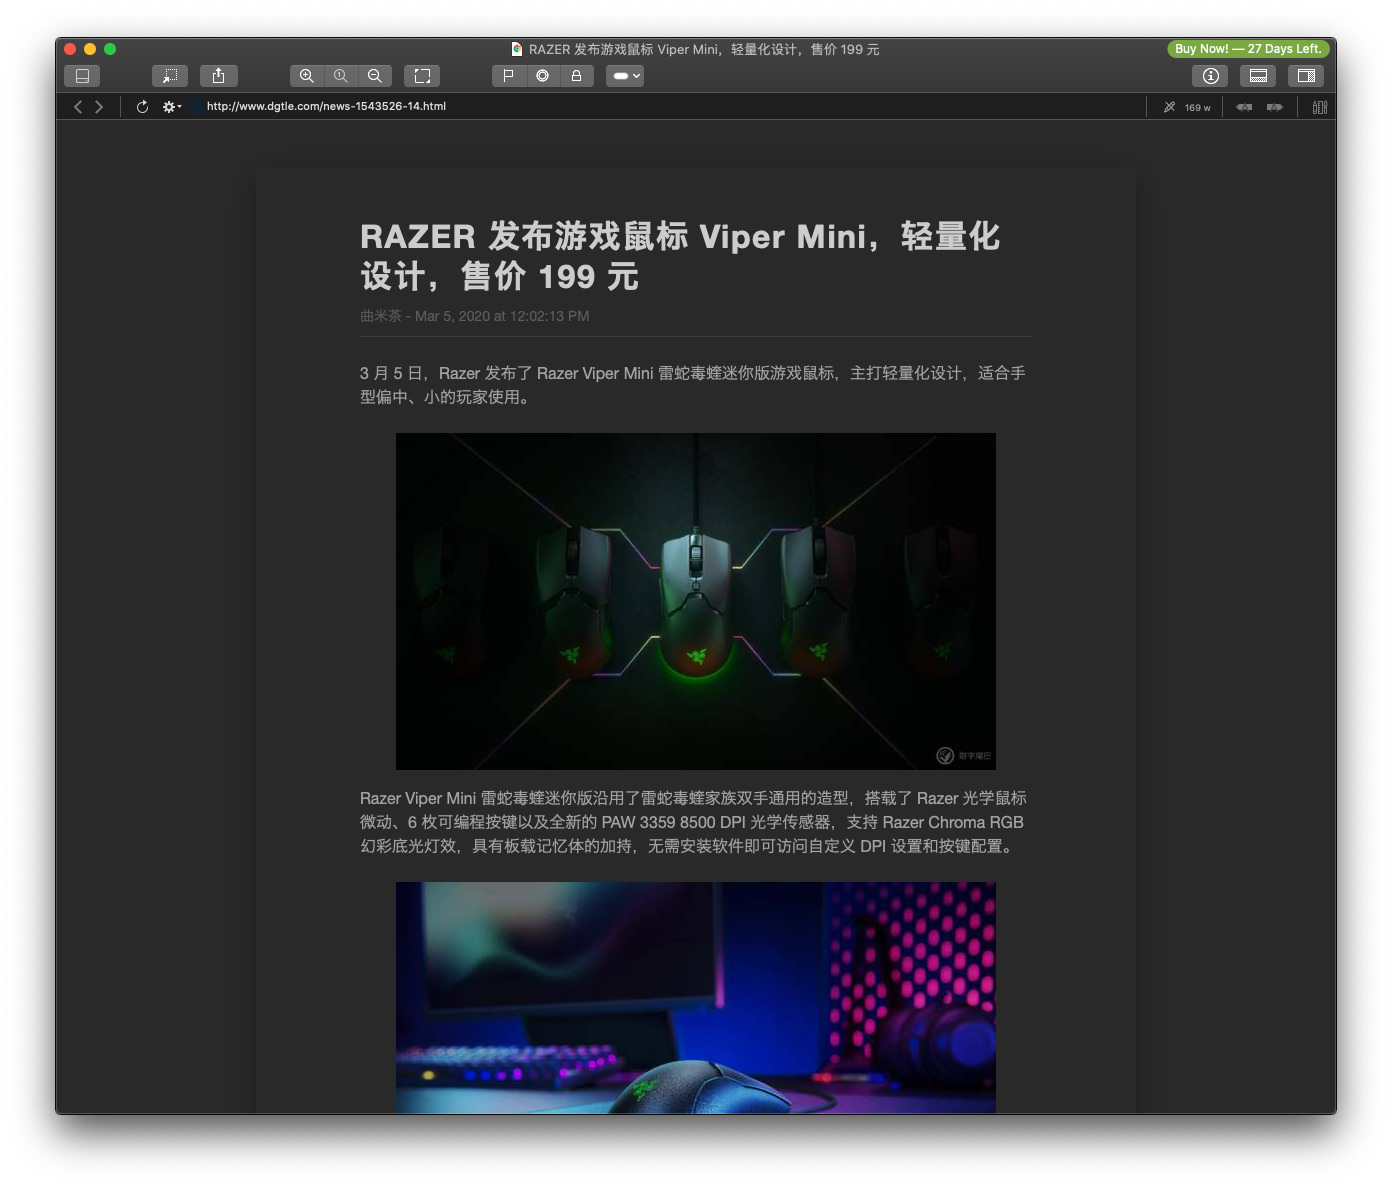 RAZER 发布游戏鼠标 Viper Mini，轻量化设计，售价 199 元
Buy Now! — 27 Days Left.
http://www.dgtle.com/news-1543526-14.html
169 w
RAZER 发布游戏鼠标 Viper Mini，轻量化
设计，售价 199 元
曲米茶 - Mar 5, 2020 at 12:02:13 PM
3 月 5 日，Razer 发布了 Razer Viper Mini 雷蛇毒蝰迷你版游戏鼠标，主打轻量化设计，适合手
型偏中、小的玩家使用。
数字尾巴
Razer Viper Mini 雷蛇毒蝰迷你版沿用了雷蛇毒蝰家族双手通用的造型，搭载了 Razer 光学鼠标
微动、6 枚可编程按键以及全新的 PAW 3359 8500 DPI 光学传感器，支持 Razer Chroma RGB
幻彩底光灯效，具有板载记忆体的加持，无需安装软件即可访问自定义 DPI 设置和按键配置。